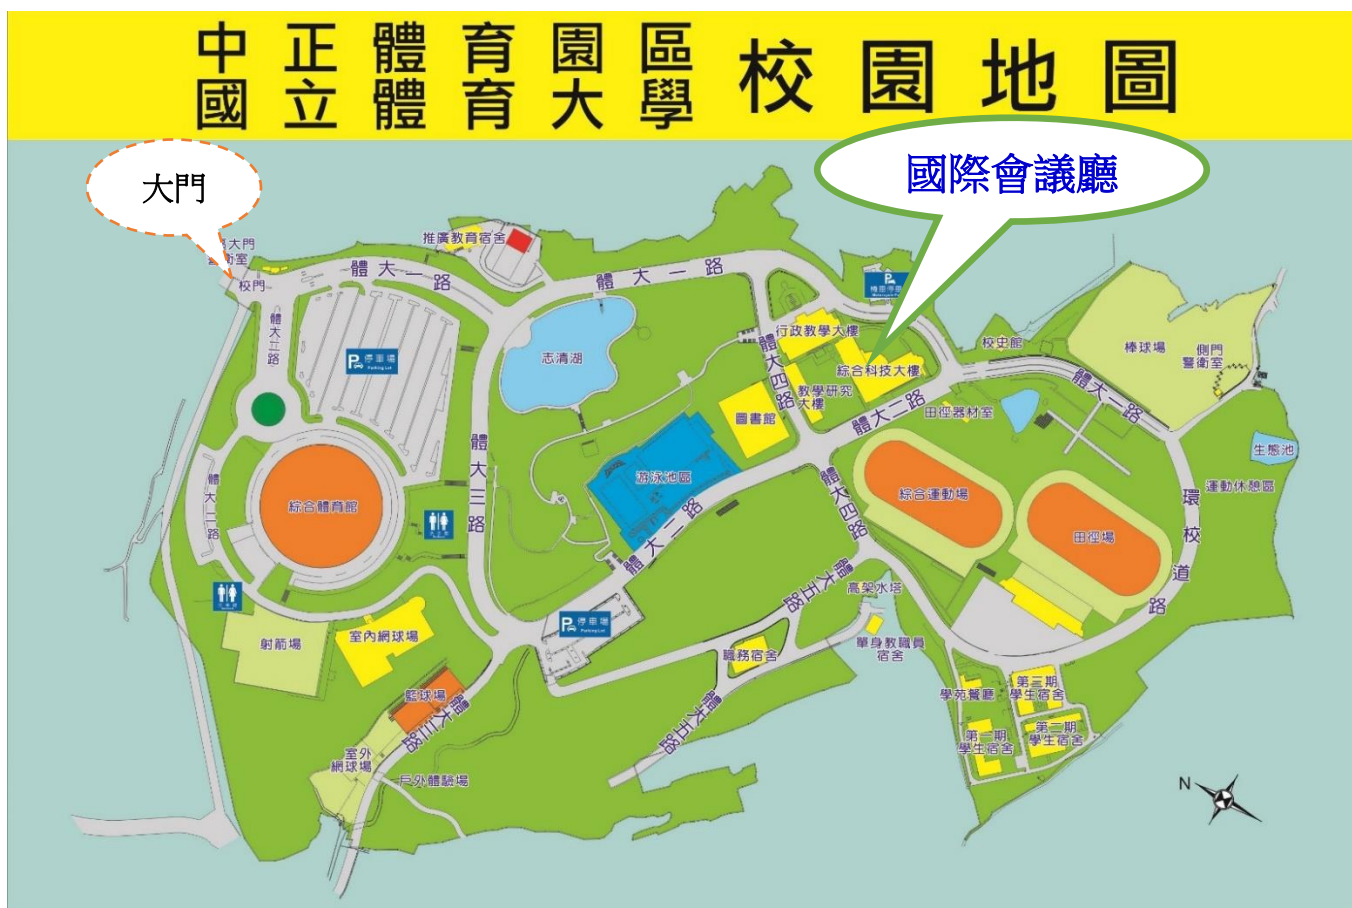 中正體育園區
國立體育大學
校園地圖
大門
國際會議廳
大門
衛室
校門
推廣教育宿舍
體大一路
體大一路
體大二路
P 停車場
Parking Lot
志清湖
行政教學大樓
綜合科技大樓
教學研究
大樓
體大四路
圖書館
體大二路
校史館
田徑器材室
體大一路
棒球場
側門
警衛室
生態池
運動休憩區
環校道路
綜合運動場
田徑場
游泳池區
體大二路
體大四路
體大三路
綜合體育館
體大二路
射箭場
室內網球場
籃球場
體大三路
室外
網球場
戶外體驗場
P 停車場
Parking Lot
體大五路
高架水塔
職務宿舍
單身教職員
宿舍
體大五路
學苑餐廳
第三期
學生宿舍
第一期
學生宿舍
第二期
學生宿舍
N